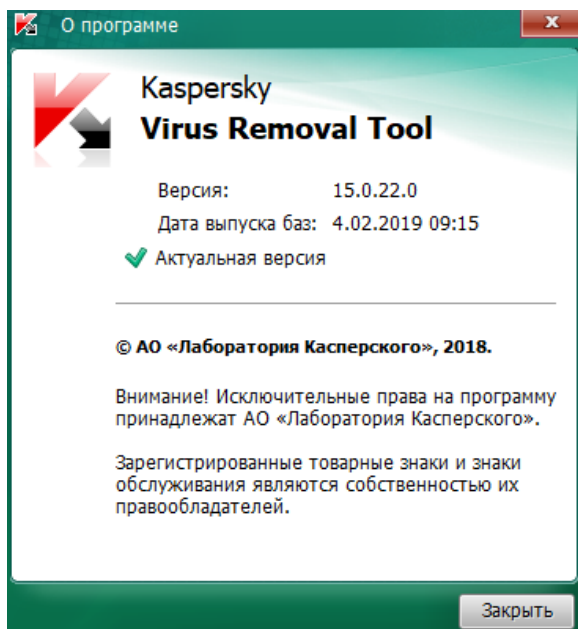 О программе
Kaspersky
Virus Removal Tool
Версия: 15.0.22.0
Дата выпуска баз: 4.02.2019 09:15
Актуальная версия
© АО «Лаборатория Касперского», 2018.
Внимание! Исключительные права на программу
принадлежат АО «Лаборатория Касперского».
Зарегистрированные товарные знаки и знаки
обслуживания являются собственностью их
правообладателей.
Закрыть